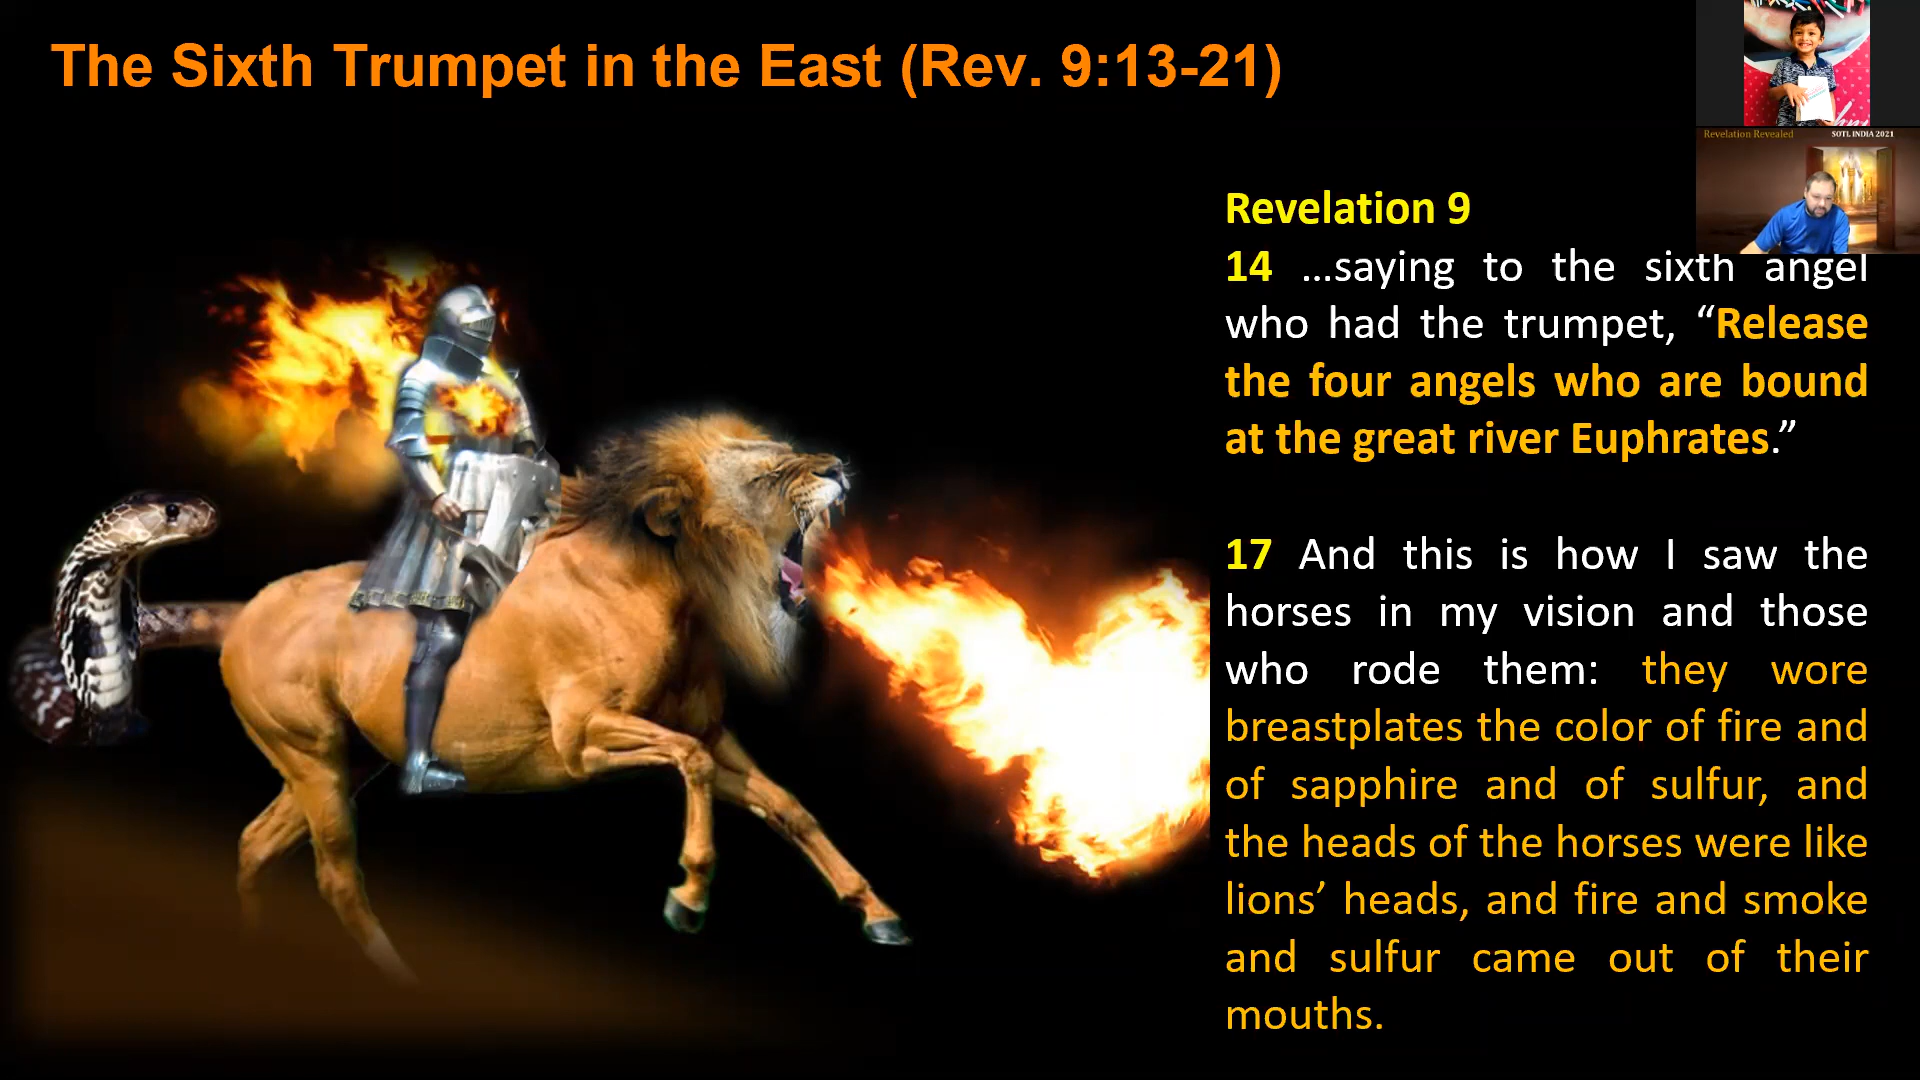 The Sixth Trumpet in the East (Rev. 9:13-21)
Revelation Revealed
SOTL INDIA 2021
Revelation 9
14 …saying to the sixth angel
who had the trumpet, “Release
the four angels who are bound
at the great river Euphrates.”
17 And this is how I saw the
horses in my vision and those
who rode them: they wore
breastplates the color of fire and
of sapphire and of sulfur, and
the heads of the horses were like
lions’ heads, and fire and smoke
and sulfur came out of their
mouths.